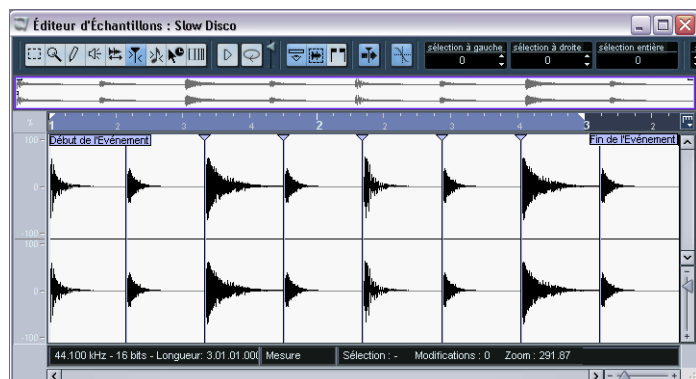 Éditeur d'Échantillons : Slow Disco
sélection à gauche sélection à droite sélection entière
0 0 0
% 1 2 3 4 2 2 3 4 3 2
100
Début de l'Evénement Fin de l'Evénement
0
-100
100
0
-100
44.100 kHz - 16 bits - Longueur: 3.01.01.000 Mesure Sélection : - Modifications : 0 Zoom : 291.87